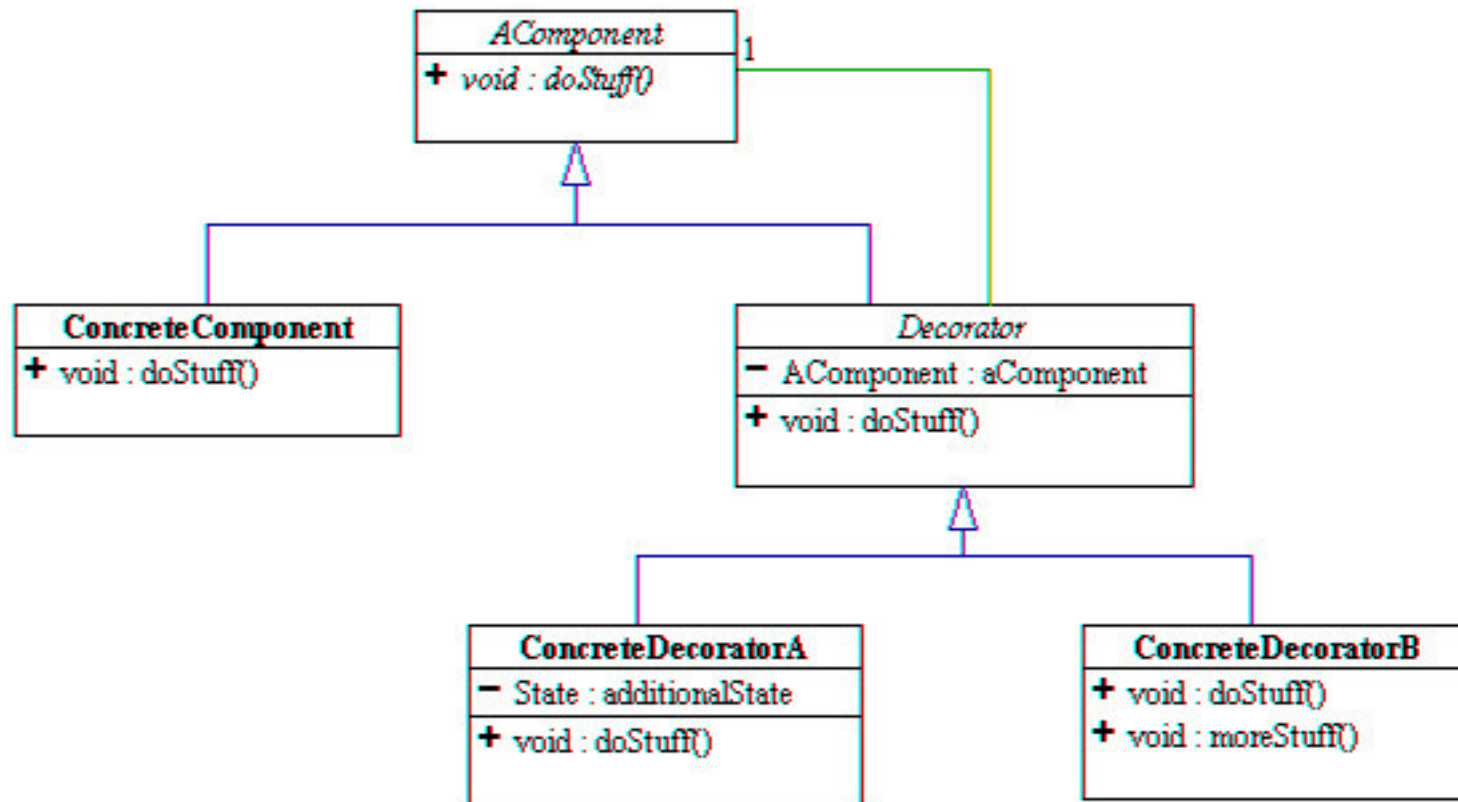 AComponent
1
+ void : doStuff()
ConcreteComponent
+ void : doStuff()
Decorator
− AComponent : aComponent
+ void : doStuff()
ConcreteDecoratorA
− State : additionalState
+ void : doStuff()
ConcreteDecoratorB
+ void : doStuff()
+ void : moreStuff()